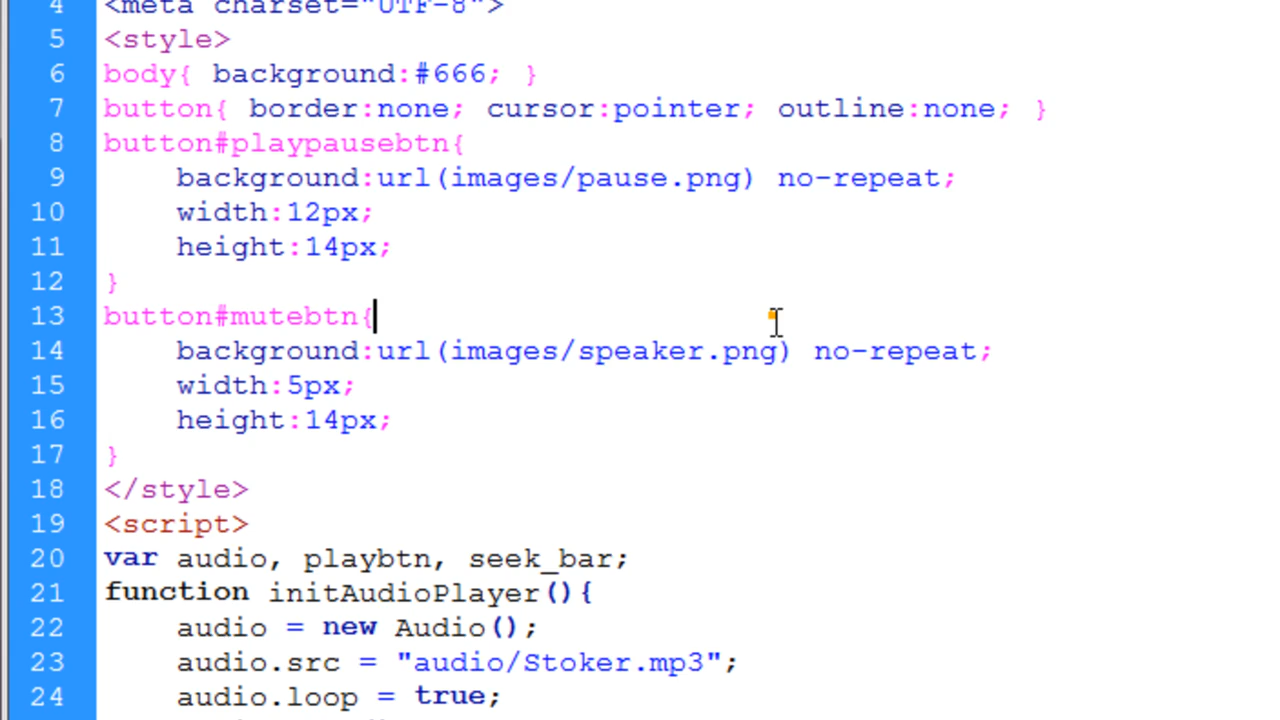 4 <meta charset="UTF-8">
5 <style>
6 body{ background:#666; }
7 button{ border:none; cursor:pointer; outline:none; }
8 button#playpausebtn{
9     background:url(images/pause.png) no-repeat;
10     width:12px;
11     height:14px;
12 }
13 button#mutebtn{
14     background:url(images/speaker.png) no-repeat;
15     width:5px;
16     height:14px;
17 }
18 </style>
19 <script>
20 var audio, playbtn, seek_bar;
21 function initAudioPlayer(){
22     audio = new Audio();
23     audio.src = "audio/Stoker.mp3";
24     audio.loop = true;